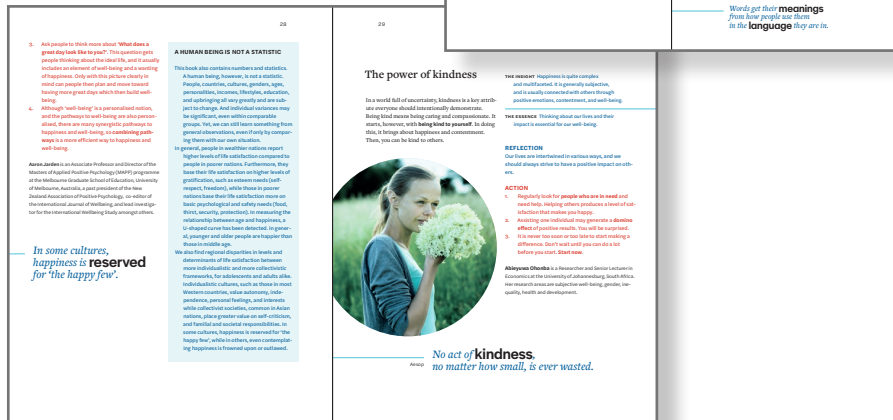 28
3. Ask people to think more about 'What does a
great day look like to you?'. This question gets
people thinking about the ideal life, and it usually
includes an element of well-being and a wanting
of happiness. Only with this picture clearly in
mind can people then plan and move toward
having more great days which then build well-
being.
4. Although 'well-being' is a personalised notion,
and the pathways to well-being are also person-
alised, there are many synergistic pathways to
happiness and well-being, so combining path-
ways is a more efficient way to happiness and
well-being.
Aaron Jarden is an Associate Professor and Director of the
Masters of Applied Positive Psychology (MAPP) programme
at the Melbourne Graduate School of Education, University
of Melbourne, Australia, a past president of the New
Zealand Association of Positive Psychology, co-editor of
the International Journal of Wellbeing, and lead investiga-
tor for the International Wellbeing Study amongst others.
In some cultures,
happiness is reserved
for 'the happy few'.
A HUMAN BEING IS NOT A STATISTIC
This book also contains numbers and statistics.
A human being, however, is not a statistic.
People, countries, cultures, genders, ages,
personalities, incomes, lifestyles, education,
and upbringing all vary greatly and are sub-
ject to change. And individual variances may
be significant, even within comparable
groups. Yet, we can still learn something from
general observations, even if only by compar-
ing them with our own situation.
In general, people in wealthier nations report
higher levels of life satisfaction compared to
people in poorer nations. Furthermore, they
base their life satisfaction on higher levels of
gratification, such as esteem needs (self-
respect, freedom), while those in poorer
nations base their life satisfaction more on
basic psychological and safety needs (food,
thirst, security, protection). In measuring the
relationship between age and happiness, a
U-shaped curve has been detected. In gener-
al, younger and older people are happier than
those in middle age.
We also find regional disparities in levels and
determinants of life satisfaction between
more individualistic and more collectivistic
frameworks, for adolescents and adults alike.
Individualistic cultures, such as those in most
Western countries, value autonomy, inde-
pendence, personal feelings, and interests
while collectivist societies, common in Asian
nations, place greater value on self-criticism,
and familial and societal responsibilities. In
some cultures, happiness is reserved for 'the
happy few', while in others, even contemplat-
ing happiness is frowned upon or outlawed.
29
The power of kindness
In a world full of uncertainty, kindness is a key attrib-
ute everyone should intentionally demonstrate.
Being kind means being caring and compassionate. It
starts, however, with being kind to yourself. In doing
this, it brings about happiness and contentment.
Then, you can be kind to others.
THE INSIGHT Happiness is quite complex
and multifaceted. It is generally subjective,
and is usually connected with others through
positive emotions, contentment, and well-being.
THE ESSENCE Thinking about our lives and their
impact is essential for our well-being.
REFLECTION
Our lives are intertwined in various ways, and we
should always strive to have a positive impact on oth-
ers.
ACTION
1. Regularly look for people who are in need and
need help. Helping others produces a level of sat-
isfaction that makes you happy.
2. Assisting one individual may generate a domino
effect of positive results. You will be surprised.
3. It is never too soon or too late to start making a
difference. Don't wait until you can do a lot
before you start. Start now.
Abieyuwa Ohonba is a Researcher and Senior Lecturer in
Economics at the University of Johannesburg, South Africa.
Her research areas are subjective well-being, gender, ine-
quality, health and development.
Aesop
No act of kindness,
no matter how small, is ever wasted.
Words get their meanings
from how people use them
in the language they are in.